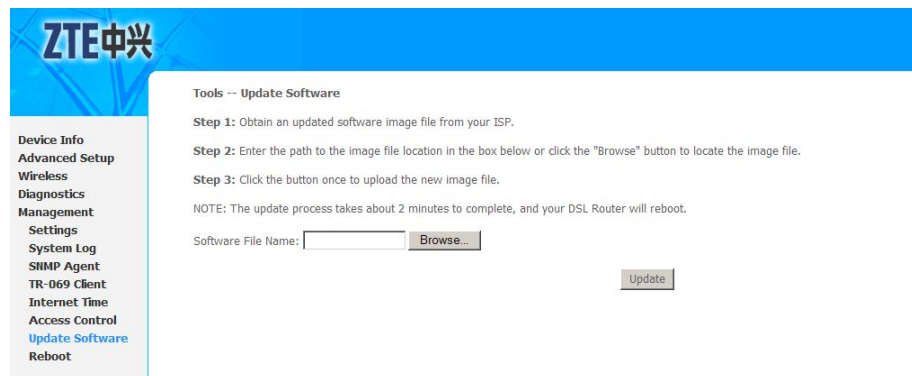 ZTE中兴
Device Info
Advanced Setup
Wireless
Diagnostics
Management
Settings
System Log
SNMP Agent
TR-069 Client
Internet Time
Access Control
Update Software
Reboot
Tools -- Update Software
Step 1: Obtain an updated software image file from your ISP.
Step 2: Enter the path to the image file location in the box below or click the "Browse" button to locate the image file.
Step 3: Click the button once to upload the new image file.
NOTE: The update process takes about 2 minutes to complete, and your DSL Router will reboot.
Software File Name: Browse...
Update